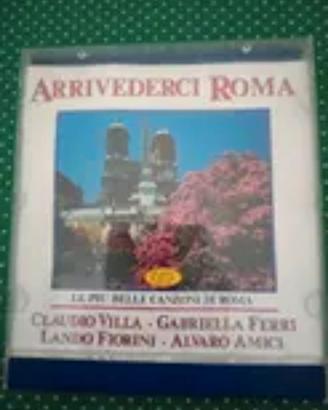 ARRIVEDERCI ROMA
LE PIÙ BELLE CANZONI DI ROMA
CLAUDIO VILLA - GABRIELLA FERRI
LANDO FIORINI - ALVARO AMICI